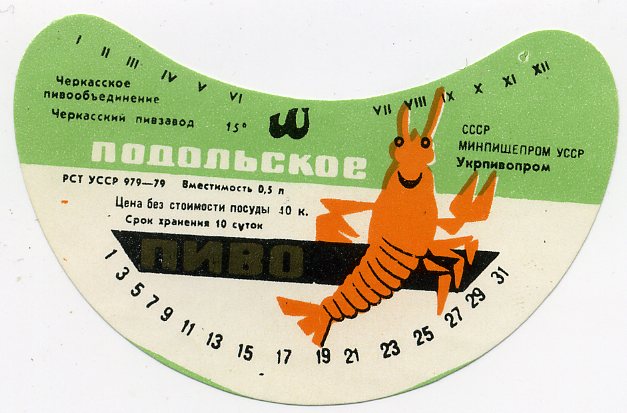 I II III IV V VI VII VIII IX X XI XII
Черкасское
пивообъединение
Черкасский пивзавод 15°
СССР
МИНПИЩЕПРОМ УССР
Укрпивопром
ПОДОЛЬСКОЕ
РСТ УССР 979—79 Вместимость 0,5 л
Цена без стоимости посуды 40 к.
Срок хранения 10 суток
ПИВО
1 3 5 7 9 11 13 15 17 19 21 23 25 27 29 31